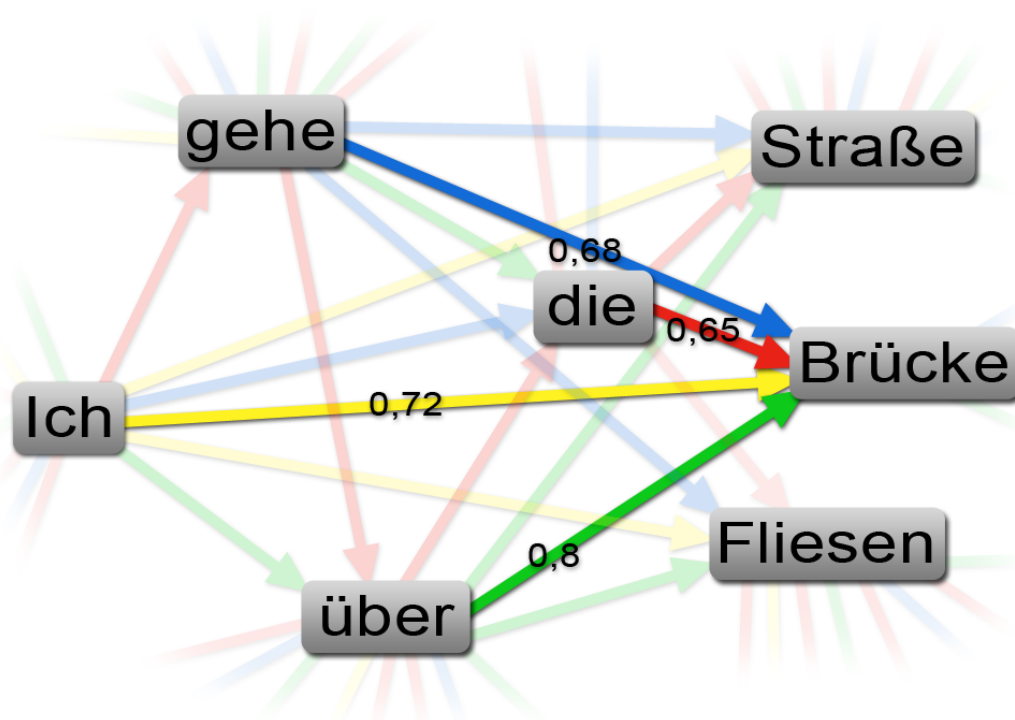 gehe
Straße
0,68
die
0,65
Brücke
0,72
Ich
Fliesen
0,8
über